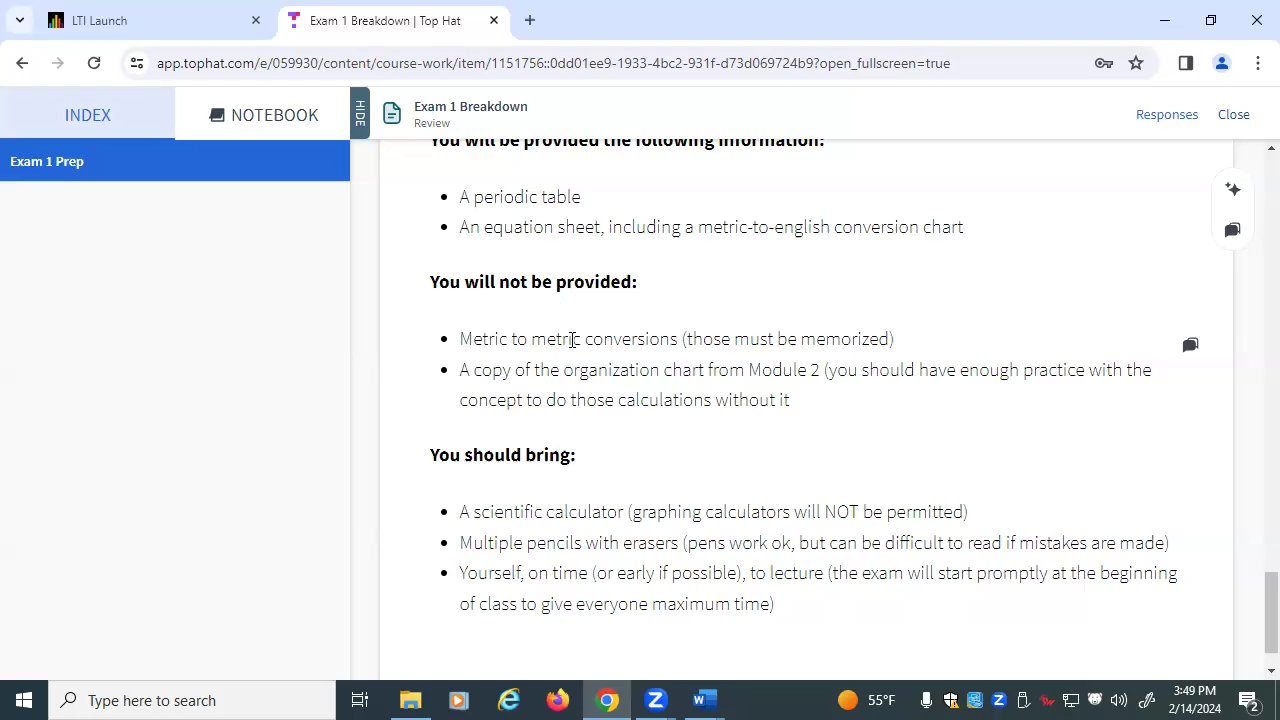 LTI Launch
Exam 1 Breakdown | Top Hat
app.tophat.com/e/059930/content/course-work/item/1151756::0dd01ee9-1933-4bc2-931f-d73d069724b9?open_fullscreen=true
INDEX
NOTEBOOK
HIDE
Exam 1 Breakdown
Review
Responses
Close
Exam 1 Prep
You will be provided the following information:
• A periodic table
• An equation sheet, including a metric-to-english conversion chart
You will not be provided:
• Metric to metric conversions (those must be memorized)
• A copy of the organization chart from Module 2 (you should have enough practice with the
concept to do those calculations without it
You should bring:
• A scientific calculator (graphing calculators will NOT be permitted)
• Multiple pencils with erasers (pens work ok, but can be difficult to read if mistakes are made)
• Yourself, on time (or early if possible), to lecture (the exam will start promptly at the beginning
of class to give everyone maximum time)
Type here to search
55°F
3:49 PM
2/14/2024
2